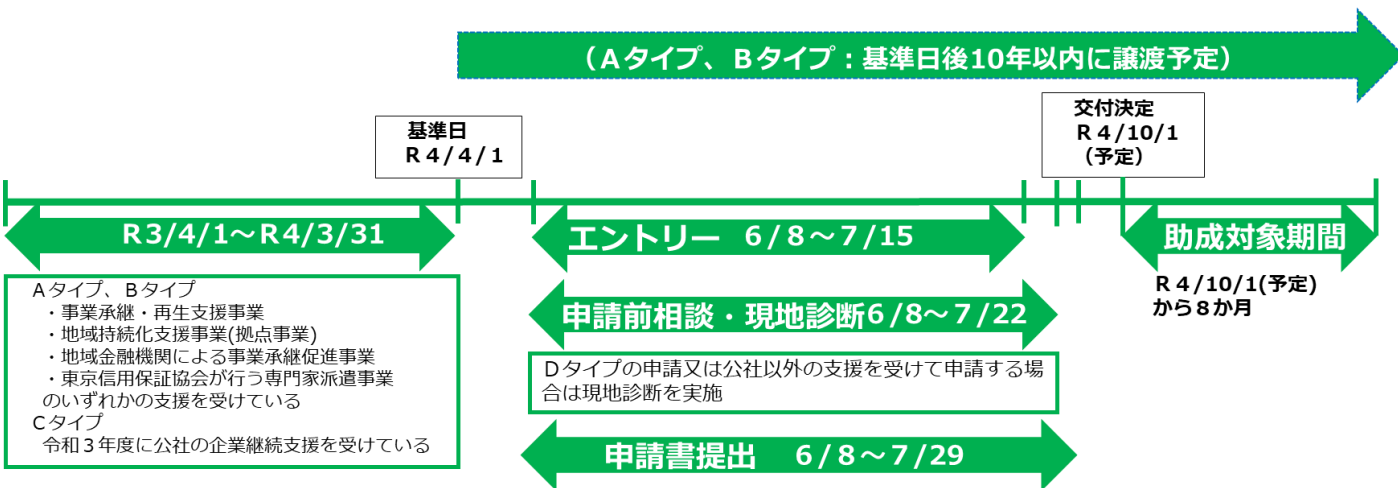 （Aタイプ、Bタイプ：基準日後10年以内に譲渡予定）
基準日
R4/4/1
交付決定
R4/10/1
（予定）
R3/4/1～R4/3/31
エントリー 6/8～7/15
助成対象期間
R4/10/1(予定)
から8か月
Aタイプ、Bタイプ
・事業承継・再生支援事業
・地域持続化支援事業(拠点事業)
・地域金融機関による事業承継促進事業
・東京信用保証協会が行う専門家派遣事業
のいずれかの支援を受けている
Cタイプ
令和3年度に公社の企業継続支援を受けている
申請前相談・現地診断6/8～7/22
Dタイプの申請又は公社以外の支援を受けて申請する場
合は現地診断を実施
申請書提出 6/8～7/29